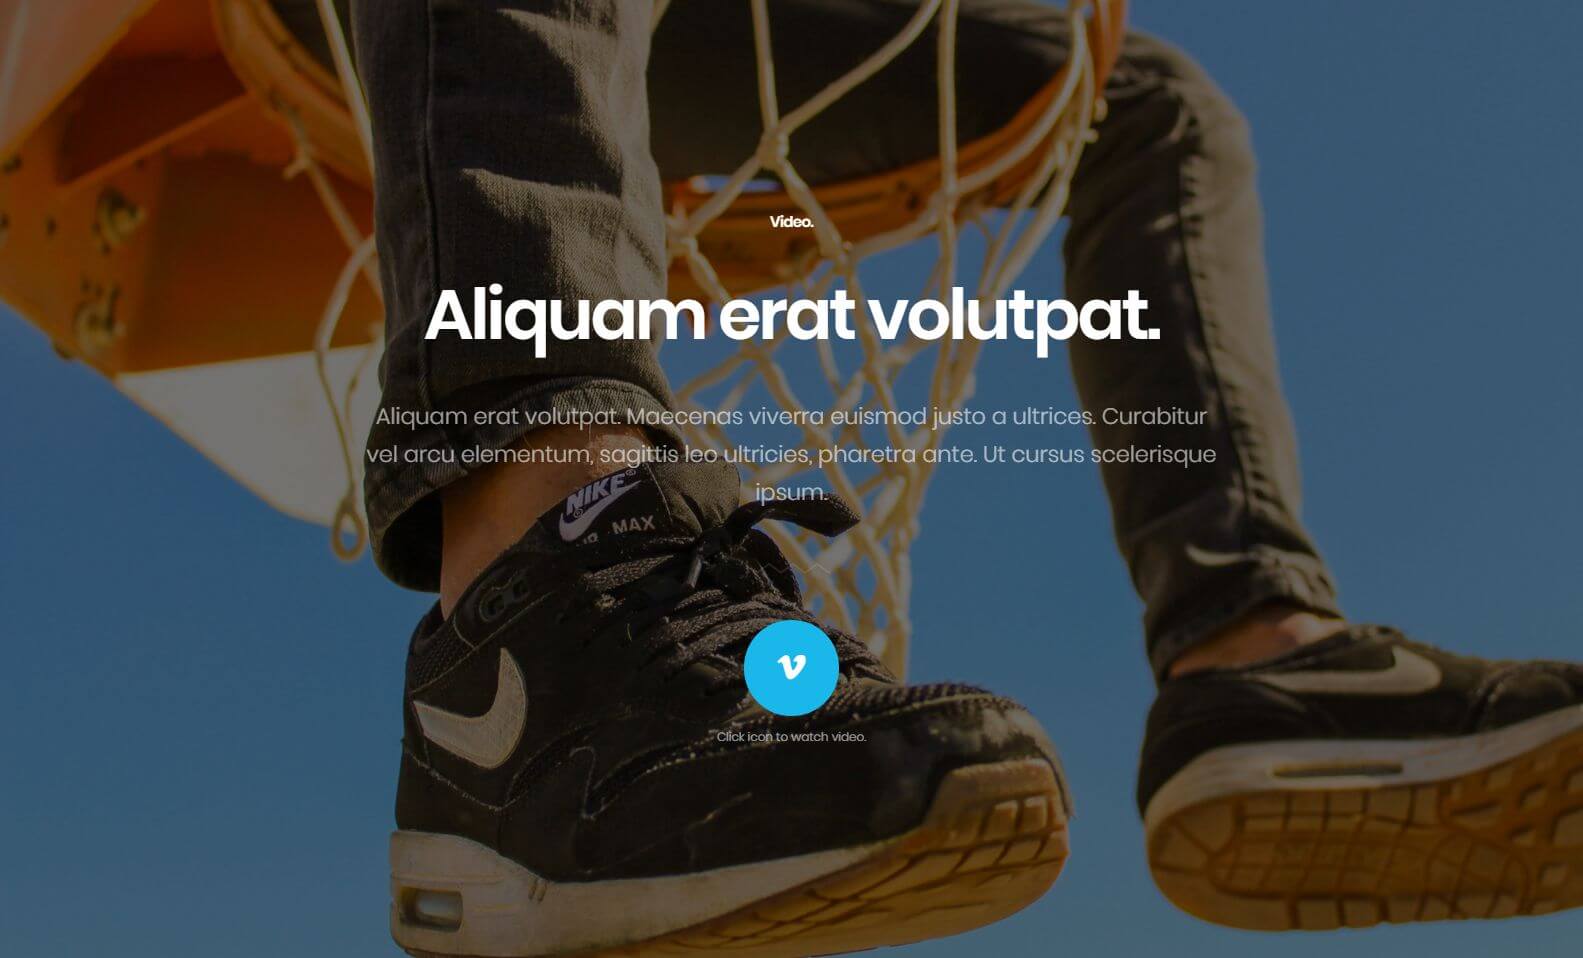 Video.
Aliquam erat volutpat.
Aliquam erat volutpat. Maecenas viverra euismod justo a ultrices. Curabitur
vel arcu elementum, sagittis leo ultricies, pharetra ante. Ut cursus scelerisque
ipsum.
NIKE®
MAX
Click icon to watch video.